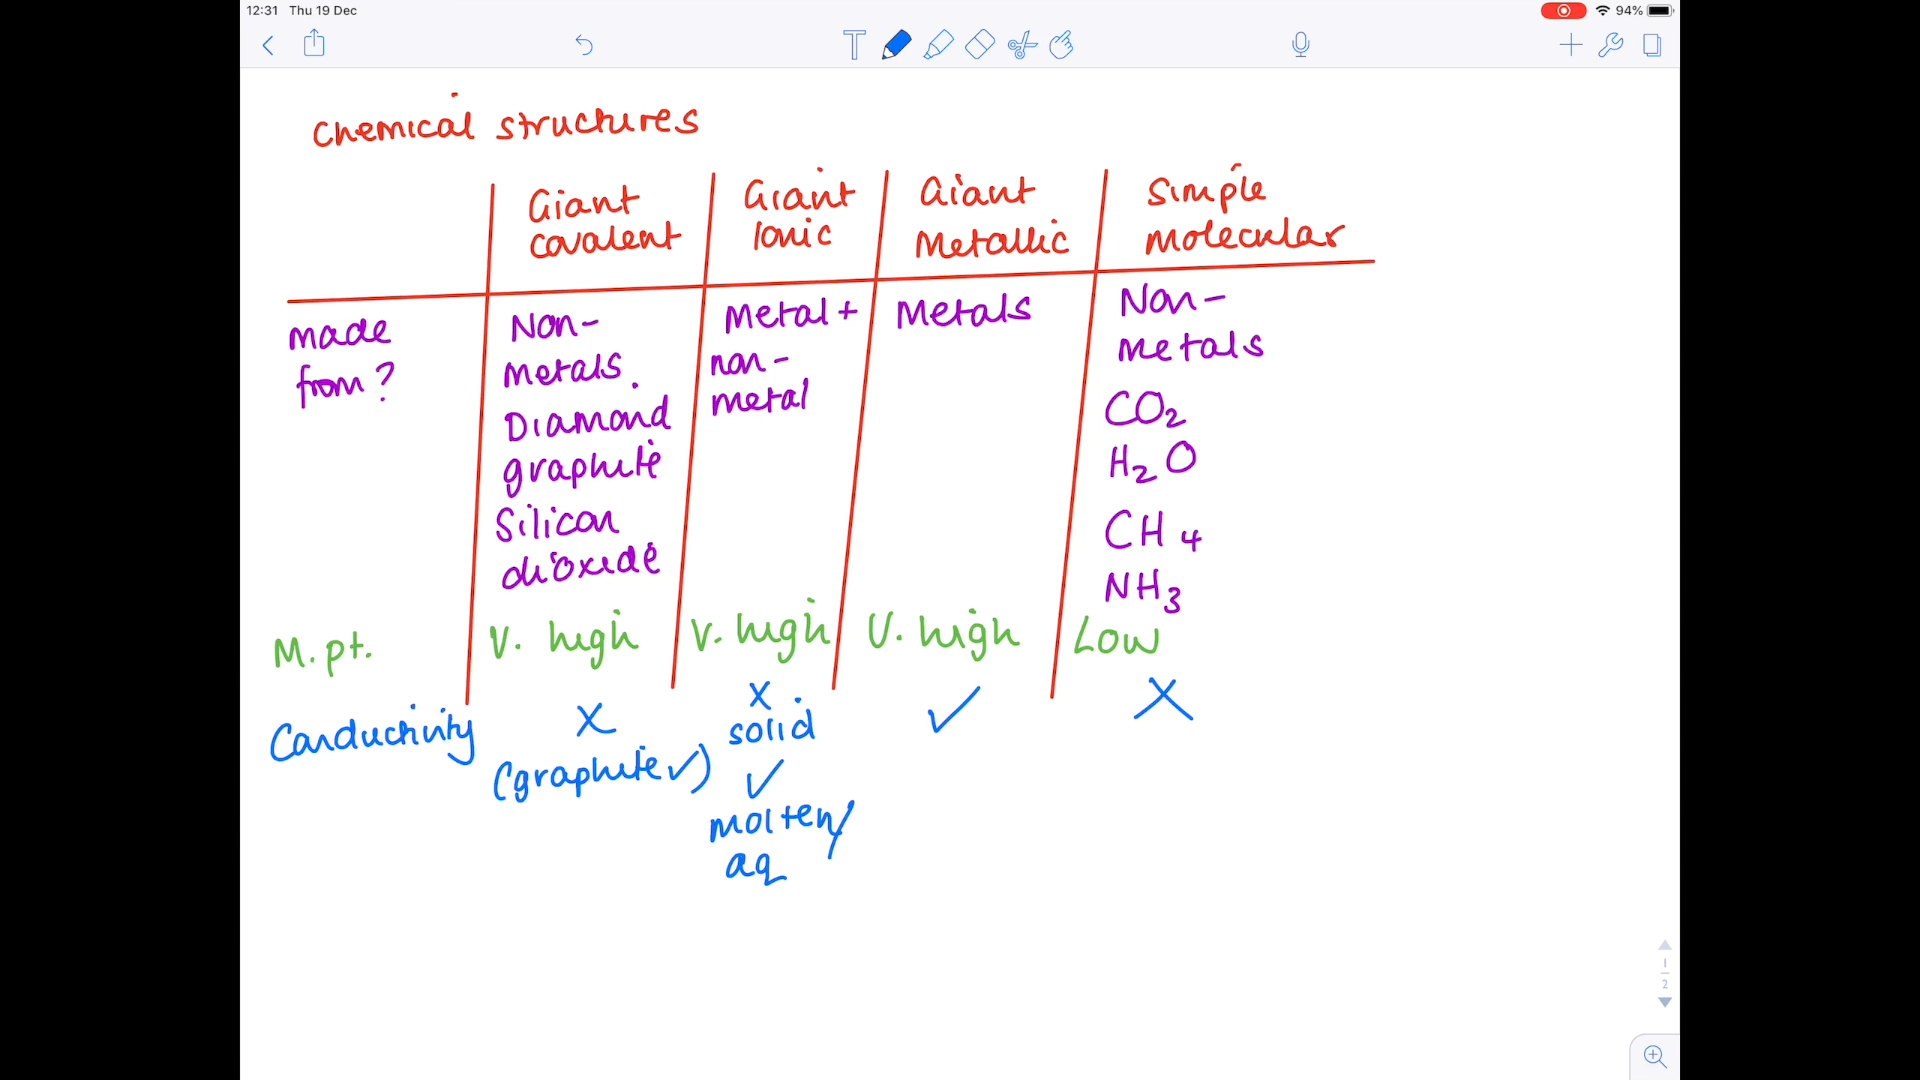 12:31 Thu 19 Dec
94%
T
Chemical structures
Giant covalent
Giant Ionic
Giant Metallic
Simple Molecular
made from?
Non-
Metals.
Diamond
graphite
Silicon
dioxide
Metal +
non-
metal
Metals
Non-
Metals
CO2
H2O
CH4
NH3
M.pt.
V. high
V. high
V. high
Low
Conductivity
X
(graphite ✓)
X
solid
✓
molten/
aq
✓
X
1
2